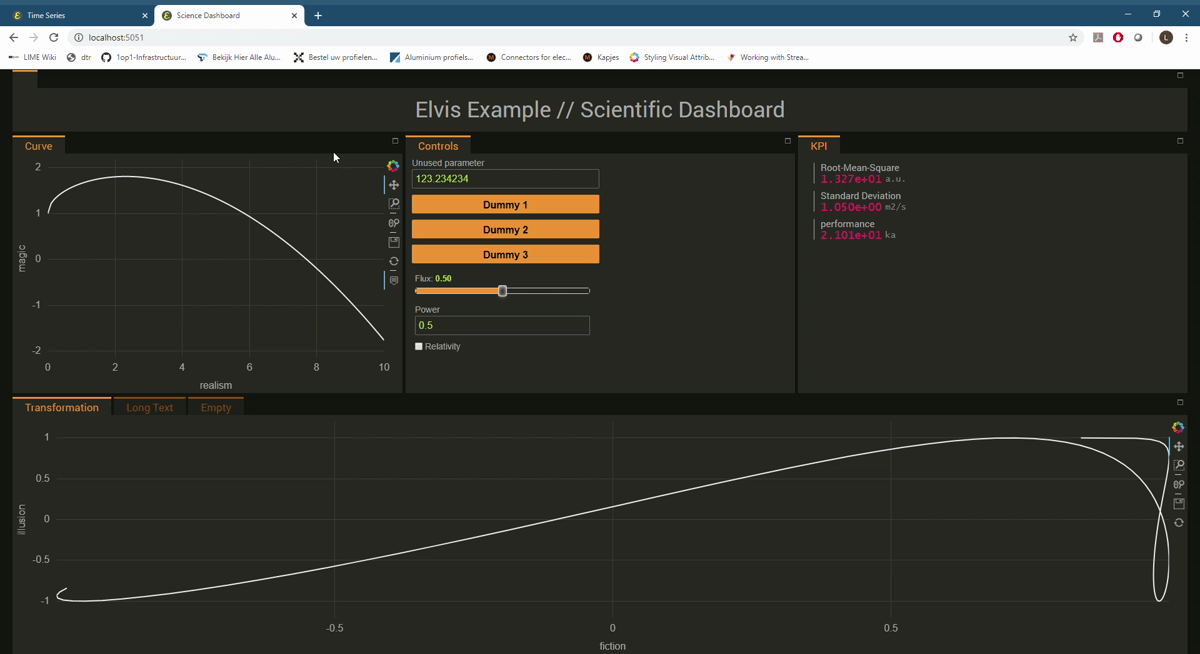 Time Series
Science Dashboard
localhost:5051
LIME Wiki
dtr
1op1-Infrastructuur...
Bekijk Hier Alle Alu...
Bestel uw profielen...
Aluminium profiels...
Connectors for elec...
Kapjes
Styling Visual Attrib...
Working with Strea...
L
Elvis Example // Scientific Dashboard
Curve
2
1
0
-1
-2
magic
0 2 4 6 8 10
realism
Controls
Unused parameter
123.234234
Dummy 1
Dummy 2
Dummy 3
Flux: 0.50
Power
0.5
Relativity
KPI
Root-Mean-Square
1.327e+01 a.u.
Standard Deviation
1.050e+00 m2/s
performance
2.101e+01 ka
Transformation
Long Text
Empty
1
0.5
0
-0.5
-1
illusion
-0.5 0 0.5
fiction